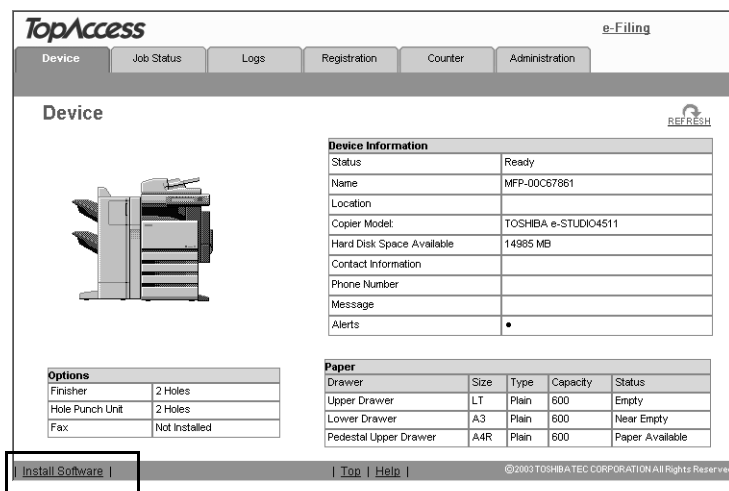 TopAccess
e-Filing
Device Job Status Logs Registration Counter Administration
Device
REFRESH
Device Information
Status Ready
Name MFP-00C67861
Location
Copier Model: TOSHIBA e-STUDIO4511
Hard Disk Space Available 14985 MB
Contact Information
Phone Number
Message
Alerts •
Options
Finisher 2 Holes
Hole Punch Unit 2 Holes
Fax Not Installed
Paper
Drawer Size Type Capacity Status
Upper Drawer LT Plain 600 Empty
Lower Drawer A3 Plain 600 Near Empty
Pedestal Upper Drawer A4R Plain 600 Paper Available
| Install Software |
| Top | Help |
©2003 TOSHIBA TEC CORPORATION All Rights Reserve